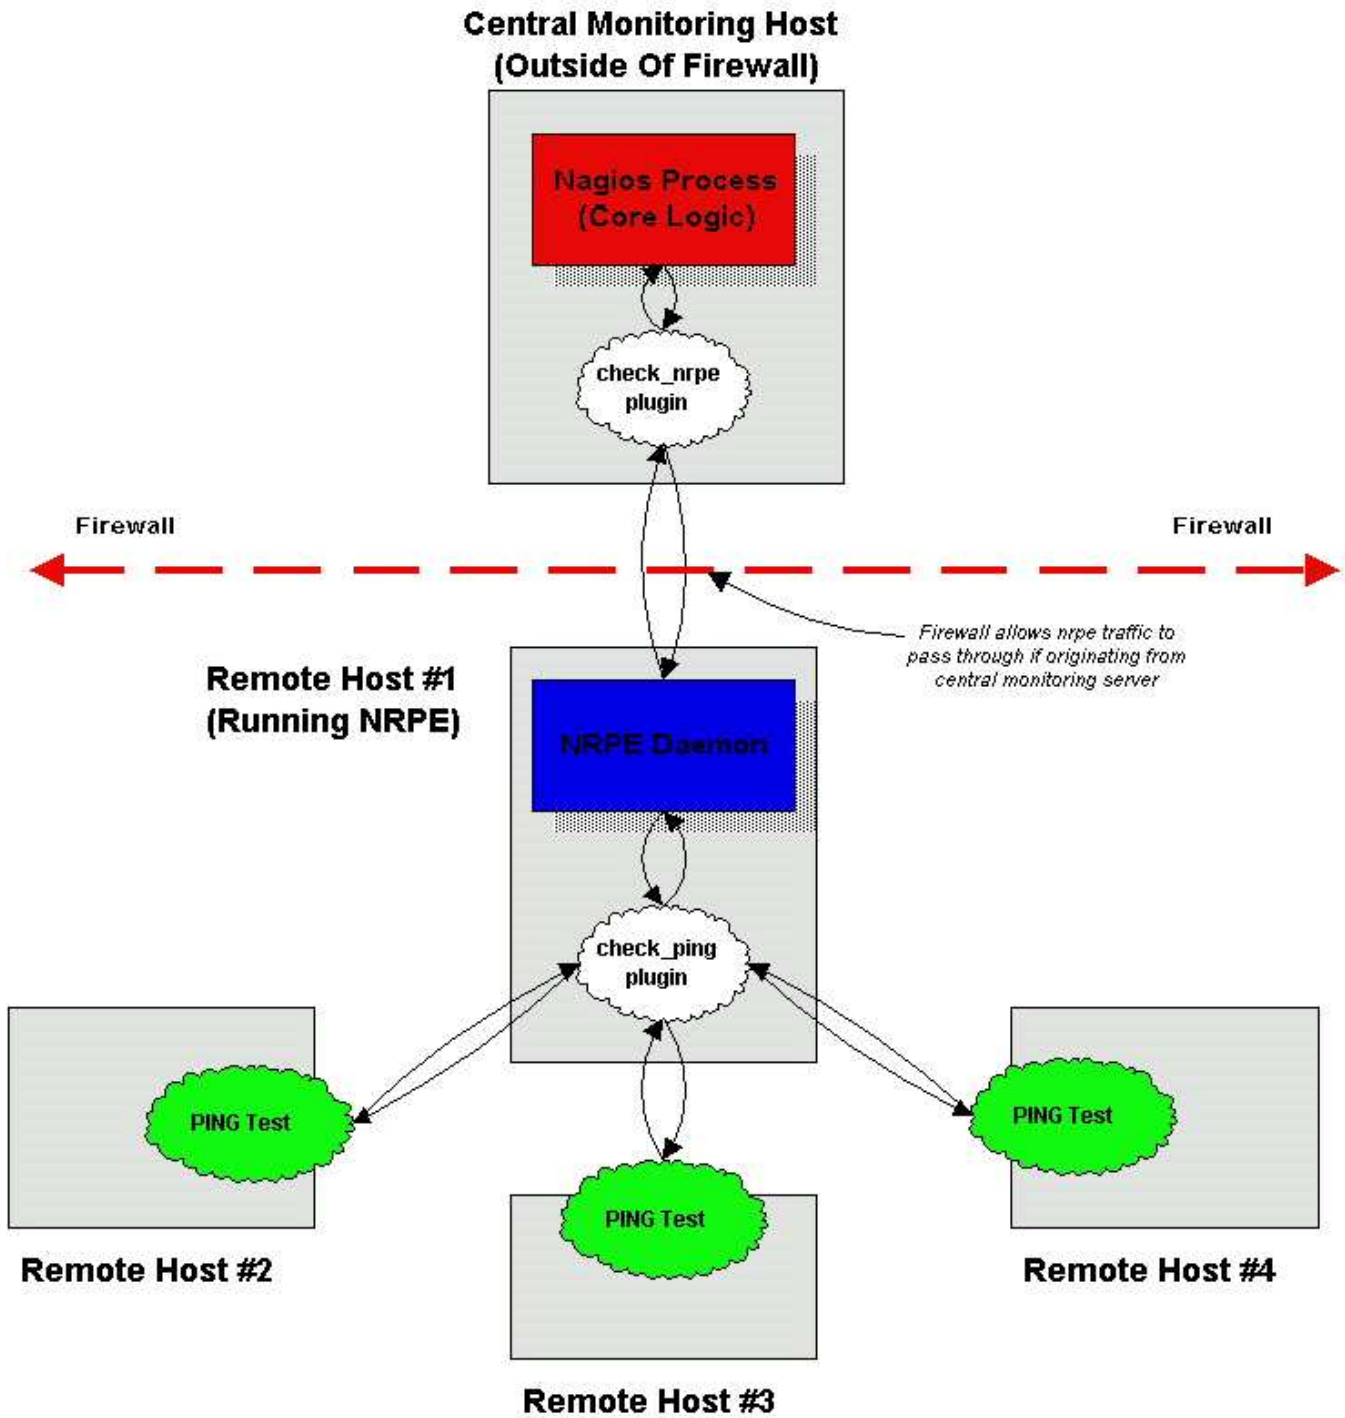 Central Monitoring Host
(Outside Of Firewall)
Nagios Process
(Core Logic)
check_nrpe
plugin
Firewall
Firewall
Firewall allows nrpe traffic to
pass through if originating from
central monitoring server
Remote Host #1
(Running NRPE)
NRPE Daemon
check_ping
plugin
PING Test
PING Test
PING Test
Remote Host #2
Remote Host #4
Remote Host #3